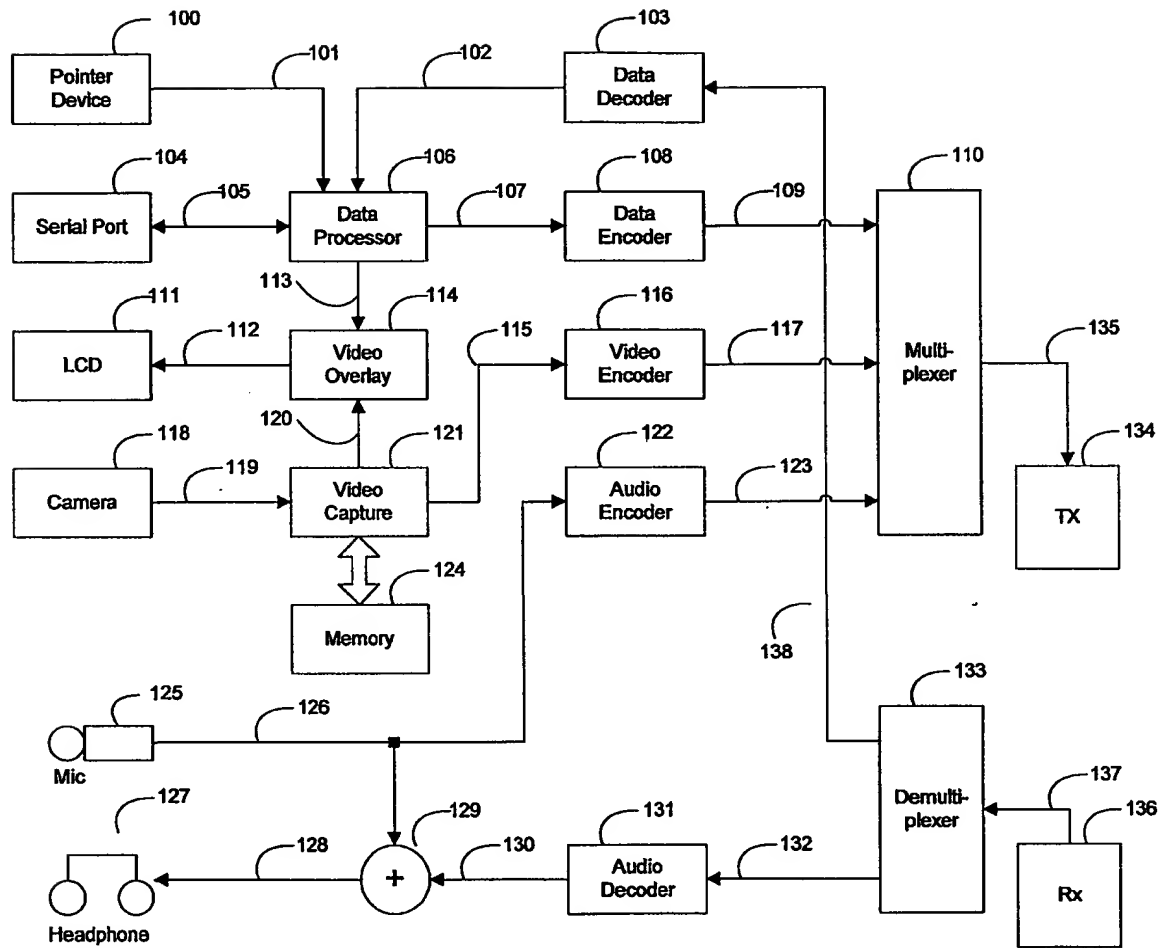 100
101
102
103
Pointer
Device
Data
Decoder
104
105
106
107
108
109
110
Serial Port
Data
Processor
Data
Encoder
111
112
113
114
115
116
117
135
LCD
Video
Overlay
Video
Encoder
Multi-
plexer
118
119
120
121
122
123
134
Camera
Video
Capture
Audio
Encoder
TX
124
Memory
138
125
126
133
Mic
127
128
129
130
131
132
137
136
Demulti-
plexer
+
Audio
Decoder
Rx
Headphone